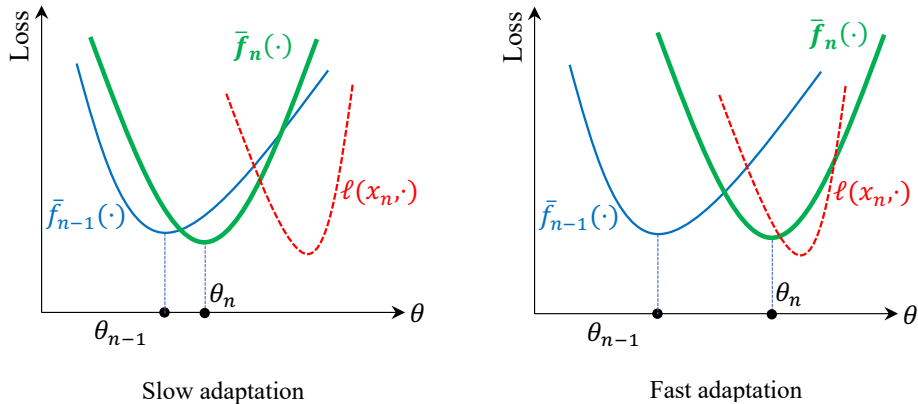 Loss
f̄ₙ(·)
f̄ₙ₋₁(·)
ℓ(xₙ,·)
θₙ
θ
θₙ₋₁
Slow adaptation
Loss
f̄ₙ(·)
f̄ₙ₋₁(·)
ℓ(xₙ,·)
θₙ
θ
θₙ₋₁
Fast adaptation